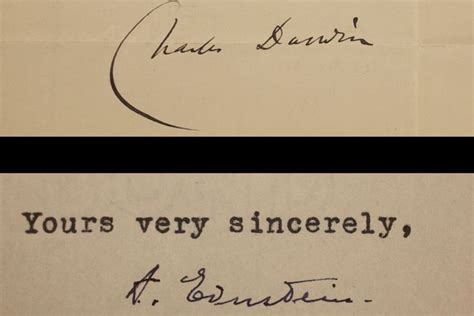 Charles Darwin
Yours very sincerely,
A. Einstein.